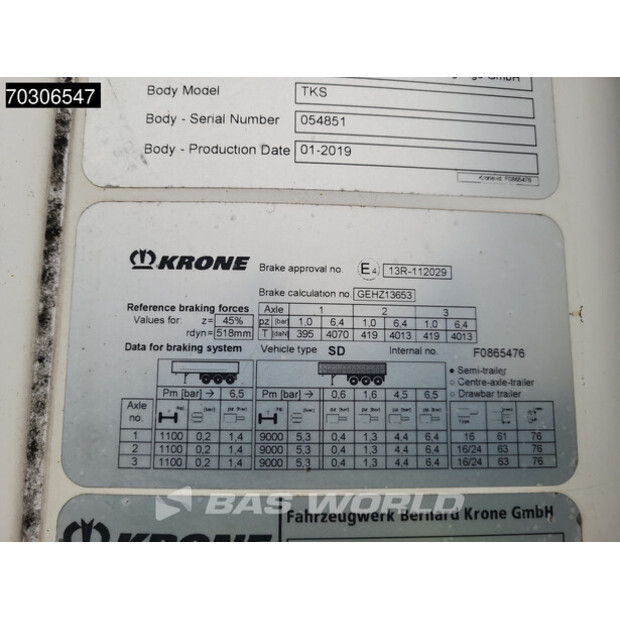 70306547
GmbH
Body Model TKS
Body - Serial Number 054851
Body - Production Date 01-2019
F0865476
KRONE Brake approval no. E4 13R-112029
Brake calculation no. GEHZ13653
Reference braking forces Axle 1 2 3
Values for: z= 45% pz [bar] 1,0 6,4 1,0 6,4 1,0 6,4
rdyn= 518mm T [daN] 395 4070 419 4013 419 4013
Data for braking system Vehicle type SD Internal no. F0865476
Semi-trailer
Centre-axle-trailer
Drawbar trailer
Pm [bar] 6,5 Pm [bar] 0,6 1,6 4,5 6,5
Axle no.
1 1100 0,2 1,4 9000 5,3 0,4 1,3 4,4 6,4 16 61 76
2 1100 0,2 1,4 9000 5,3 0,4 1,3 4,4 6,4 16/24 63 76
3 1100 0,2 1,4 9000 5,3 0,4 1,3 4,4 6,4 16/24 63 76
BAS WORLD
KRONE Fahrzeugwerk Bernard Krone GmbH